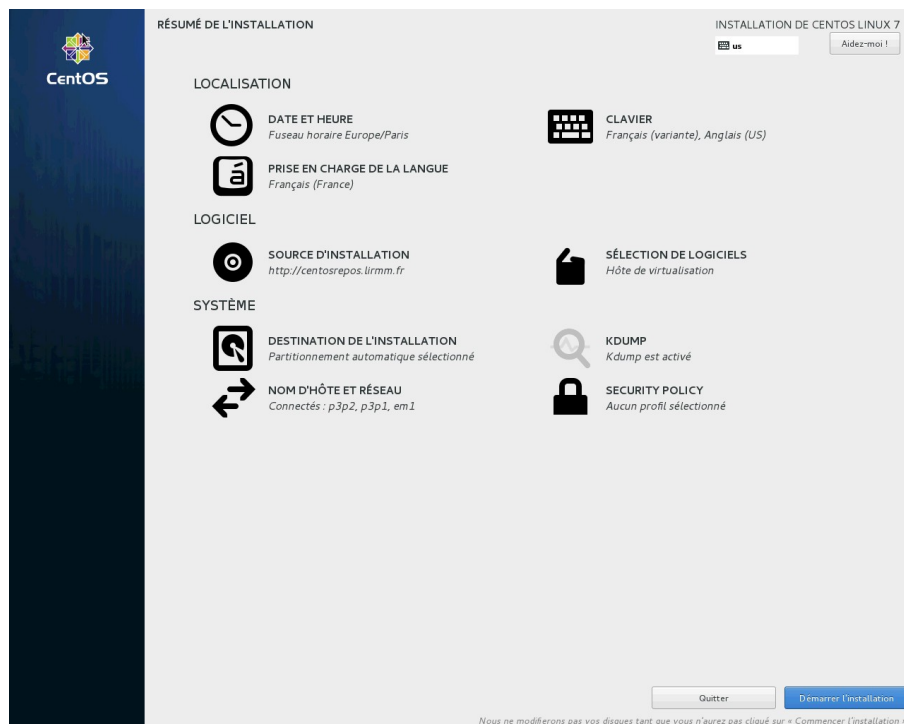 RÉSUMÉ DE L'INSTALLATION
INSTALLATION DE CENTOS LINUX 7
us
Aidez-moi !
CentOS
LOCALISATION
DATE ET HEURE
Fuseau horaire Europe/Paris
CLAVIER
Français (variante), Anglais (US)
PRISE EN CHARGE DE LA LANGUE
Français (France)
LOGICIEL
SOURCE D'INSTALLATION
http://centosrepos.lirmm.fr
SÉLECTION DE LOGICIELS
Hôte de virtualisation
SYSTÈME
DESTINATION DE L'INSTALLATION
Partitionnement automatique sélectionné
KDUMP
Kdump est activé
NOM D'HÔTE ET RÉSEAU
Connectés : p3p2, p3p1, em1
SECURITY POLICY
Aucun profil sélectionné
Quitter
Démarrer l'installation
Nous ne modifierons pas vos disques tant que vous n'aurez pas cliqué sur « Commencer l'installation